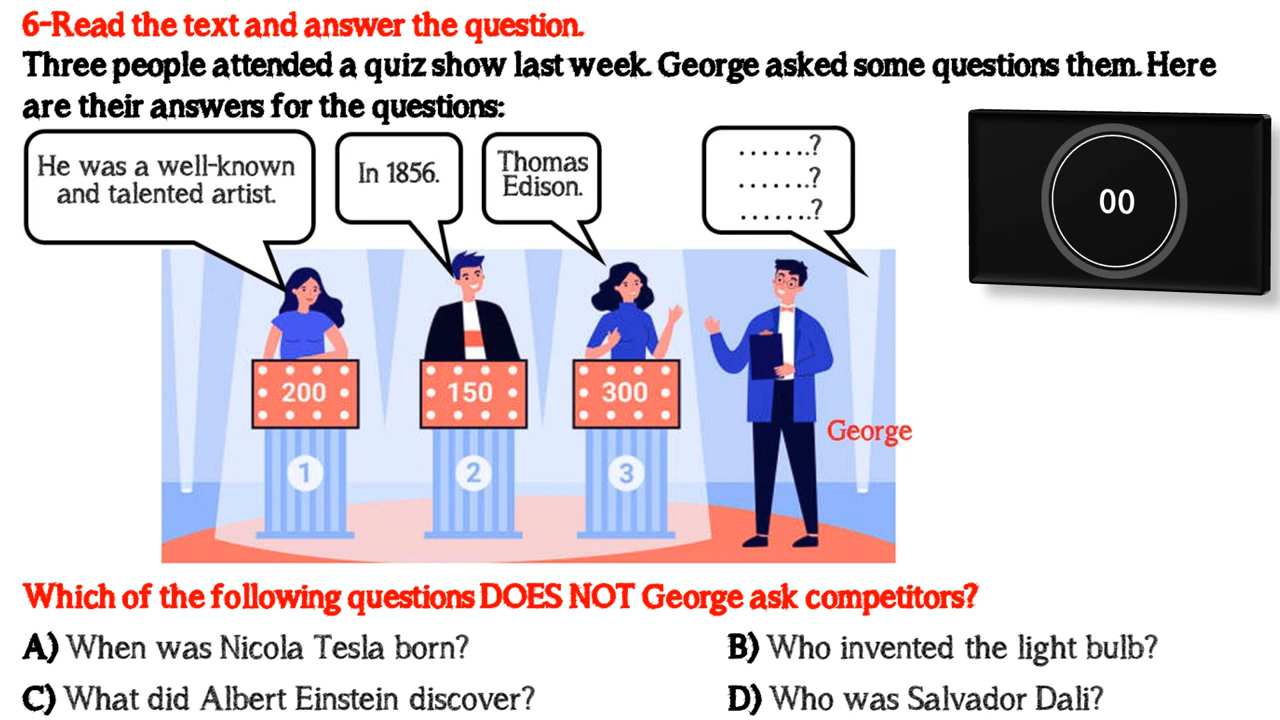 6-Read the text and answer the question.
Three people attended a quiz show last week. George asked some questions them. Here
are their answers for the questions:
He was a well-known
and talented artist.
In 1856.
Thomas
Edison.
.......?
.......?
.......?
00
200
150
300
1
2
3
George
Which of the following questions DOES NOT George ask competitors?
A) When was Nicola Tesla born?
B) Who invented the light bulb?
C) What did Albert Einstein discover?
D) Who was Salvador Dali?